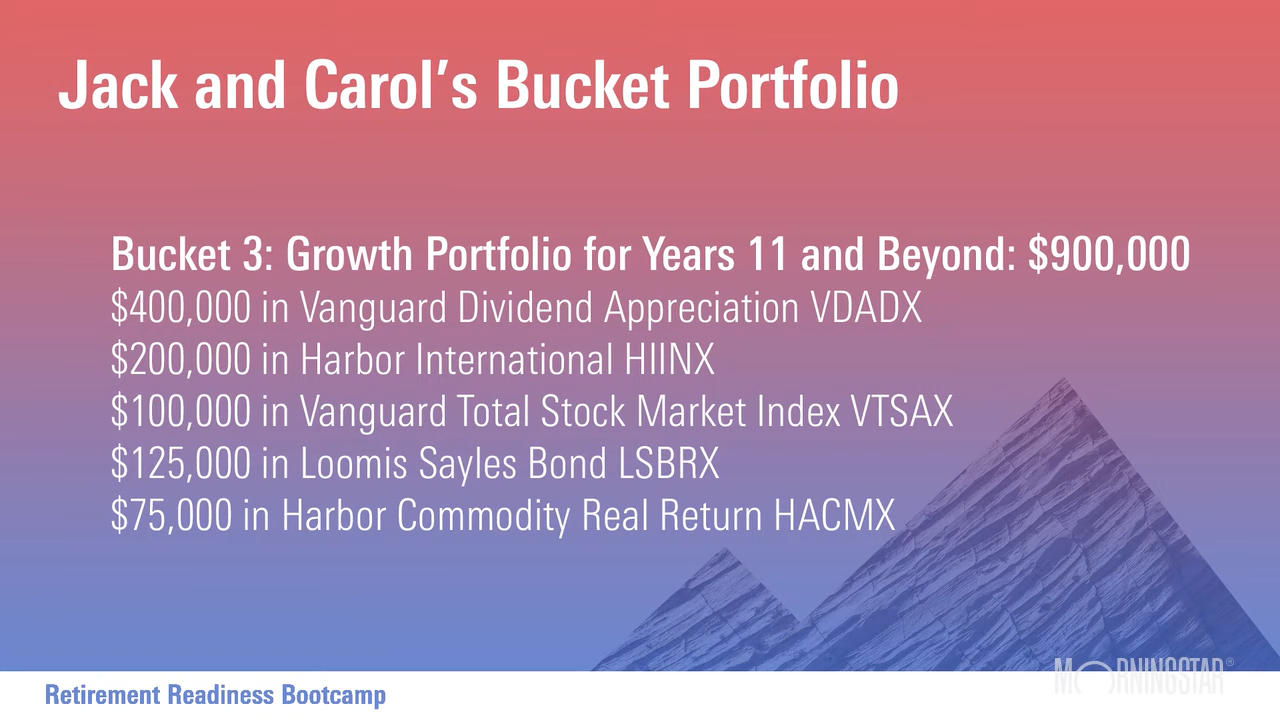 Jack and Carol’s Bucket Portfolio
Bucket 3: Growth Portfolio for Years 11 and Beyond: $900,000
$400,000 in Vanguard Dividend Appreciation VDADX
$200,000 in Harbor International HIINX
$100,000 in Vanguard Total Stock Market Index VTSAX
$125,000 in Loomis Sayles Bond LSBRX
$75,000 in Harbor Commodity Real Return HACMX
MORNINGSTAR®
Retirement Readiness Bootcamp